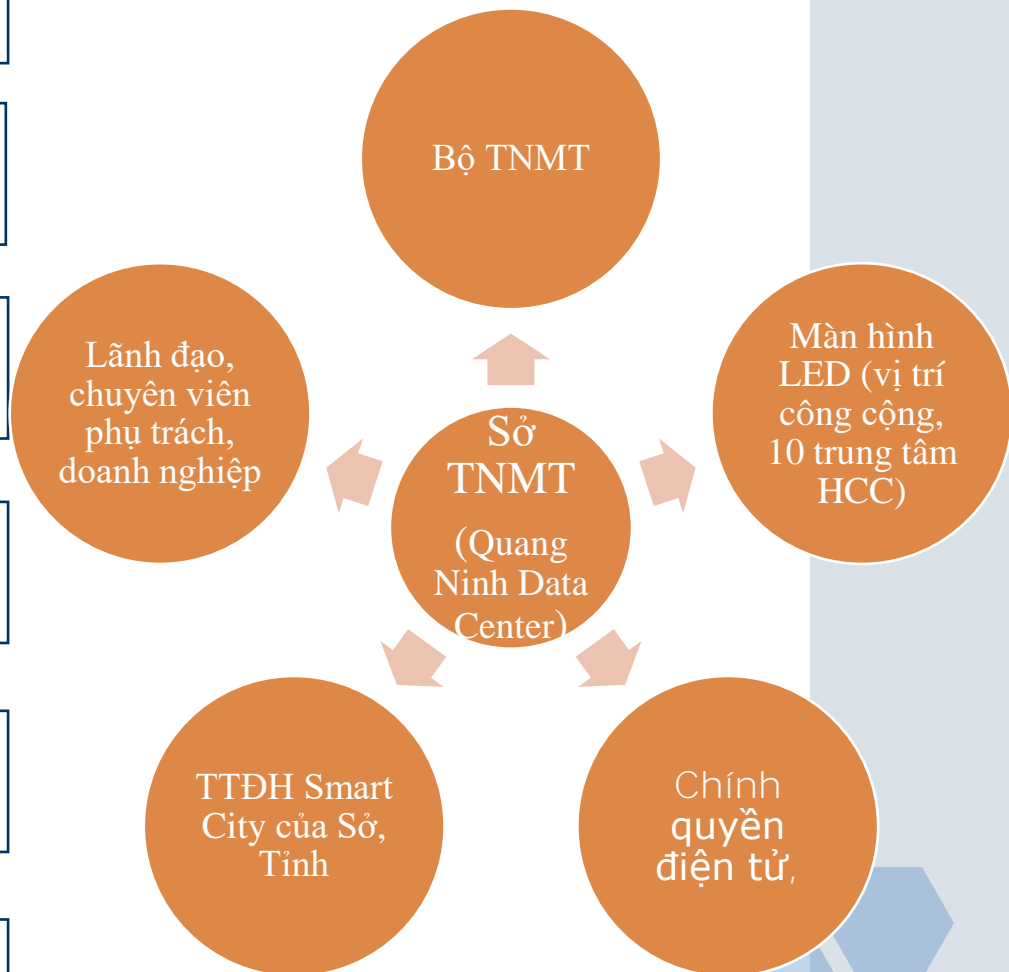 Bộ TNMT
Lãnh đạo,
chuyên viên
phụ trách,
doanh nghiệp
Màn hình
LED (vị trí
công cộng,
10 trung tâm
HCC)
Sở
TNMT
(Quang
Ninh Data
Center)
TTĐH Smart
City của Sở,
Tỉnh
Chính
quyền
điện tử,